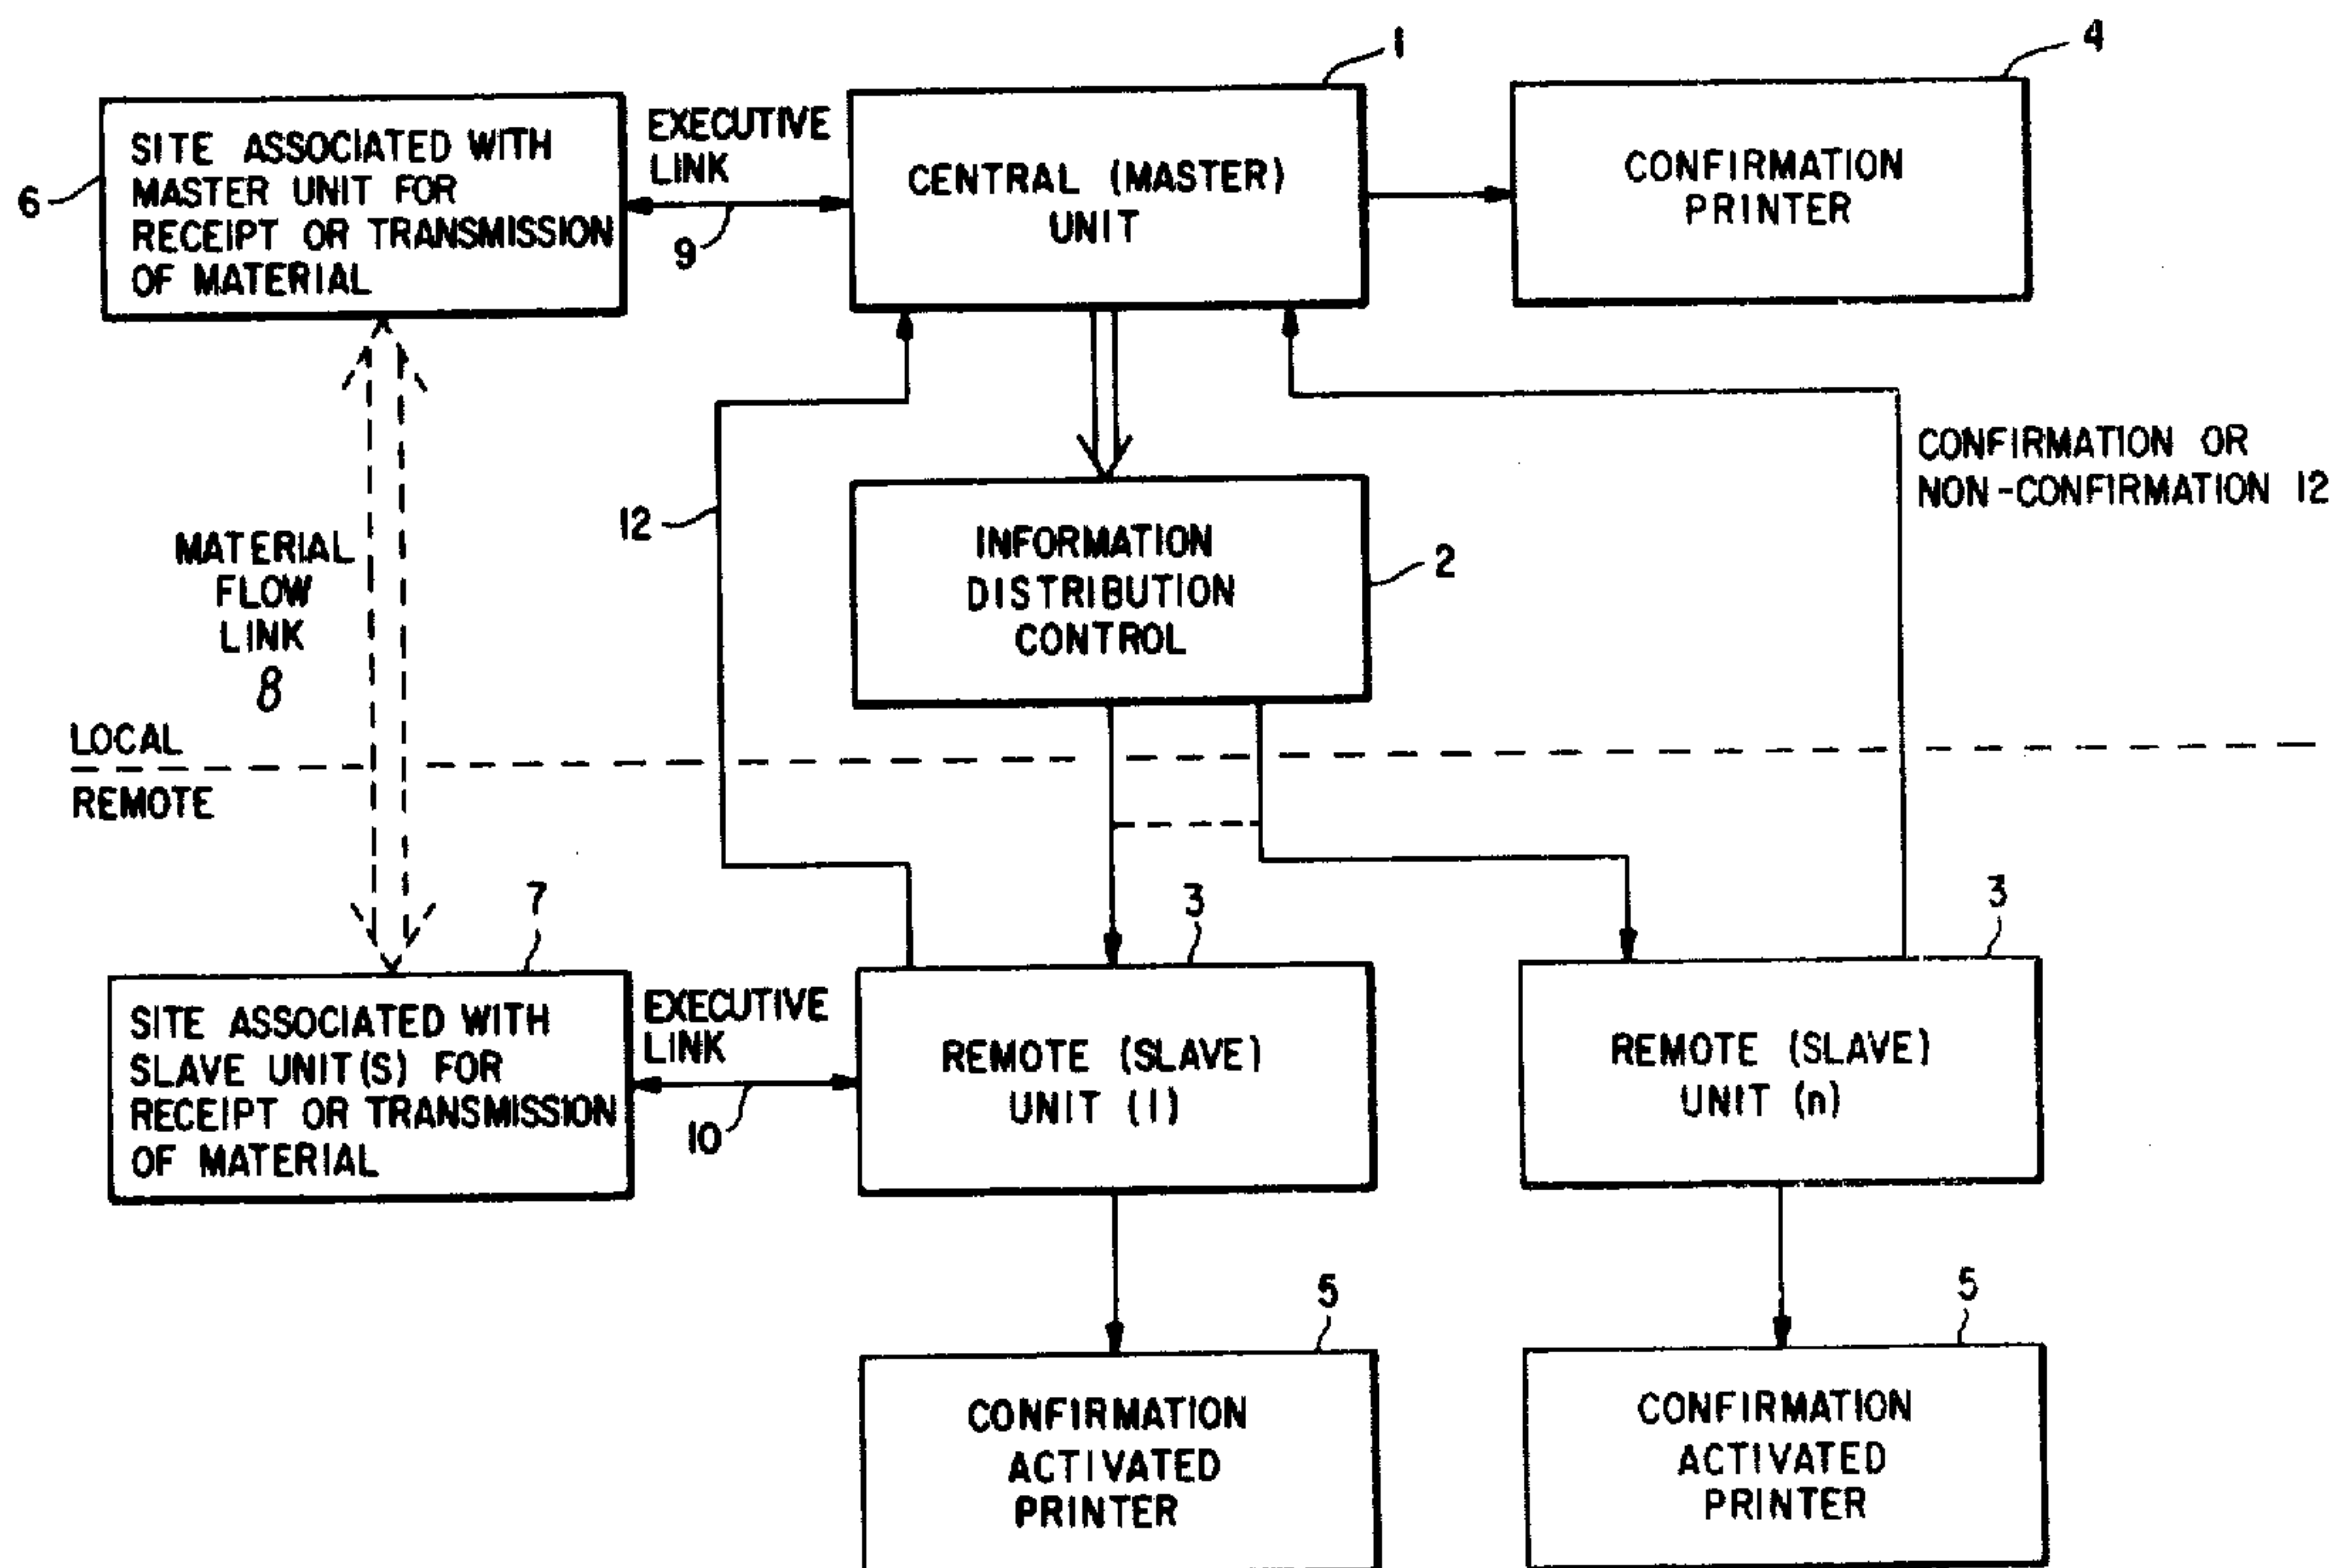 1
4
SITE ASSOCIATED WITH
MASTER UNIT FOR
RECEIPT OR TRANSMISSION
OF MATERIAL
6
EXECUTIVE
LINK
9
CENTRAL (MASTER)
UNIT
CONFIRMATION
PRINTER
CONFIRMATION OR
NON-CONFIRMATION 12
12
INFORMATION
DISTRIBUTION
CONTROL
2
MATERIAL
FLOW
LINK
8
LOCAL
REMOTE
7
3
3
SITE ASSOCIATED WITH
SLAVE UNIT(S) FOR
RECEIPT OR TRANSMISSION
OF MATERIAL
EXECUTIVE
LINK
10
REMOTE (SLAVE)
UNIT (1)
REMOTE (SLAVE)
UNIT (n)
5
5
CONFIRMATION
ACTIVATED
PRINTER
CONFIRMATION
ACTIVATED
PRINTER